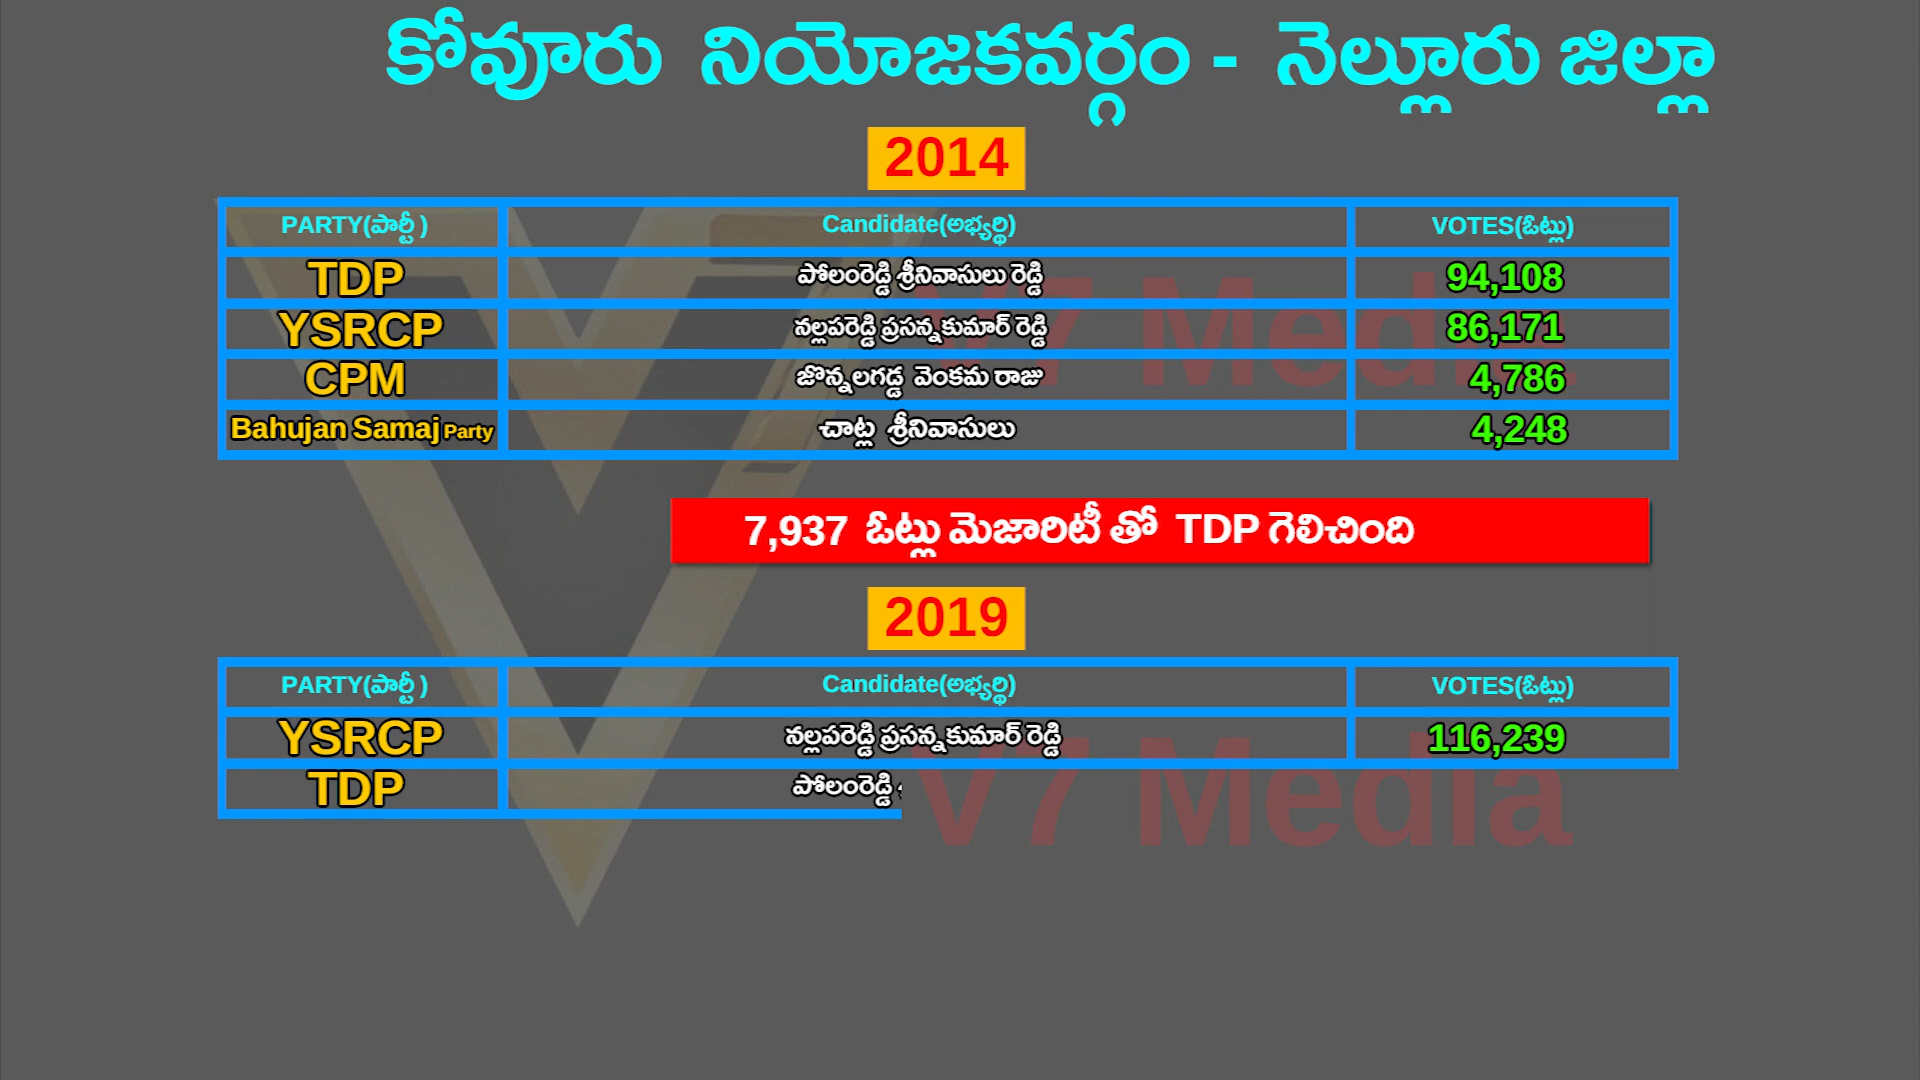 కోవూరు నియోజకవర్గం - నెల్లూరు జిల్లా
2014
PARTY(పార్టీ) Candidate(అభ్యర్థి) VOTES(ఓట్లు)
TDP పోలంరెడ్డి శ్రీనివాసులు రెడ్డి 94,108
YSRCP నల్లపరెడ్డి ప్రసన్నకుమార్ రెడ్డి 86,171
CPM జొన్నలగడ్డ వెంకమ రాజు 4,786
Bahujan Samaj Party చాట్ల శ్రీనివాసులు 4,248
V7 Media
7,937 ఓట్లు మెజారిటీ తో TDP గెలిచింది
2019
PARTY(పార్టీ) Candidate(అభ్యర్థి) VOTES(ఓట్లు)
YSRCP నల్లపరెడ్డి ప్రసన్నకుమార్ రెడ్డి 116,239
TDP పోలంరెడ్డి
V7 Media